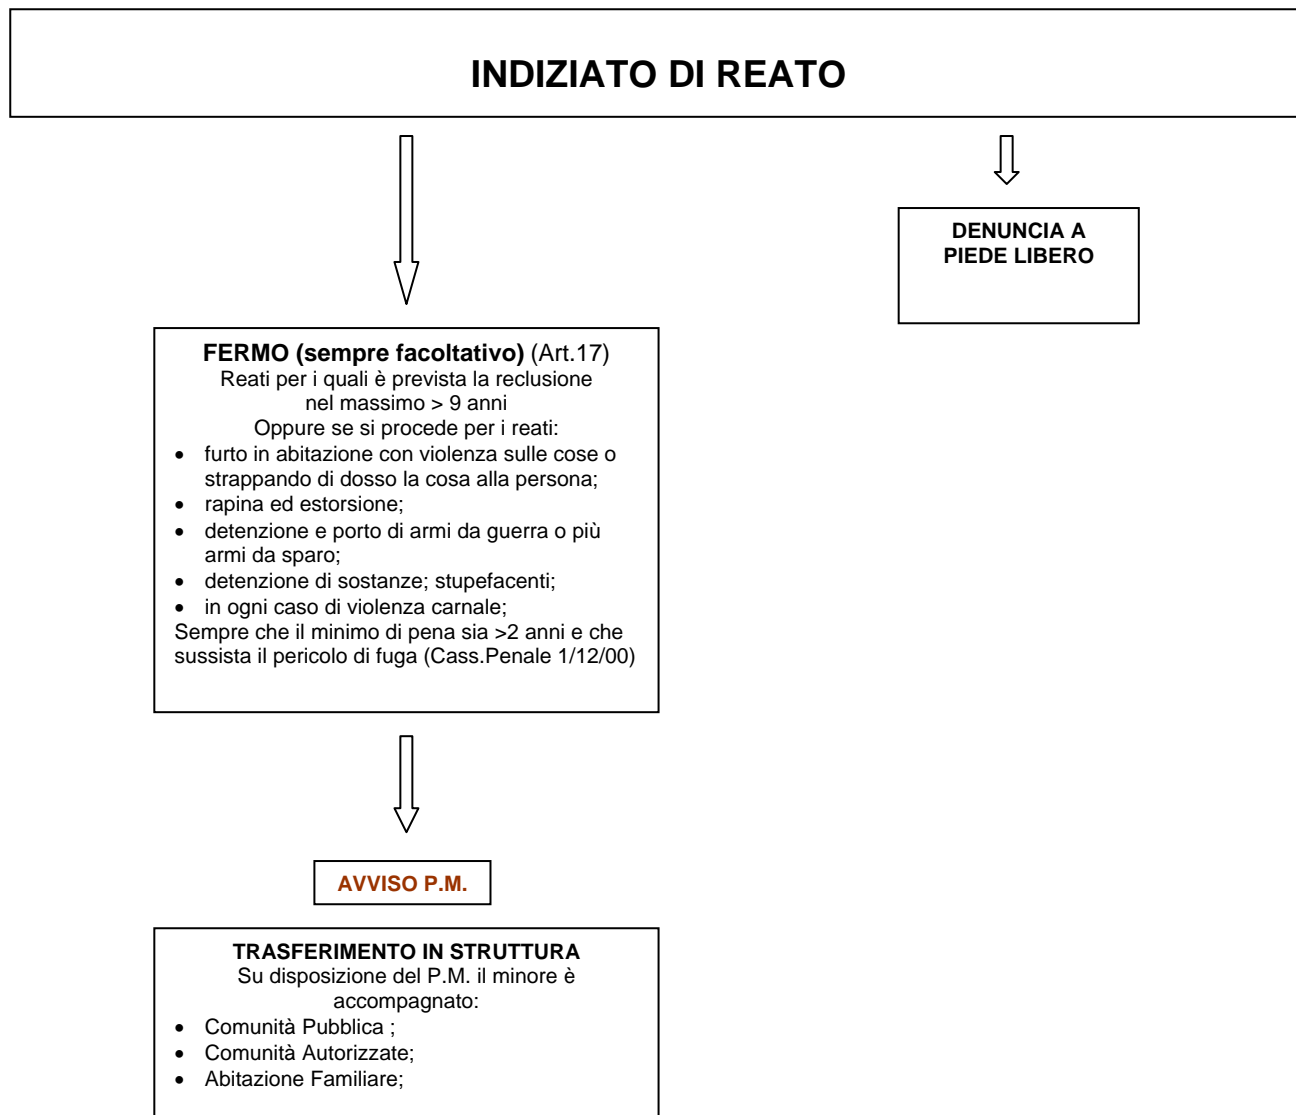 INDIZIATO DI REATO
DENUNCIA A
PIEDE LIBERO
FERMO (sempre facoltativo) (Art.17)
Reati per i quali è prevista la reclusione
nel massimo > 9 anni
Oppure se si procede per i reati:
• furto in abitazione con violenza sulle cose o
strappando di dosso la cosa alla persona;
• rapina ed estorsione;
• detenzione e porto di armi da guerra o più
armi da sparo;
• detenzione di sostanze; stupefacenti;
• in ogni caso di violenza carnale;
Sempre che il minimo di pena sia >2 anni e che
sussista il pericolo di fuga (Cass.Penale 1/12/00)
AVVISO P.M.
TRASFERIMENTO IN STRUTTURA
Su disposizione del P.M. il minore è
accompagnato:
• Comunità Pubblica ;
• Comunità Autorizzate;
• Abitazione Familiare;